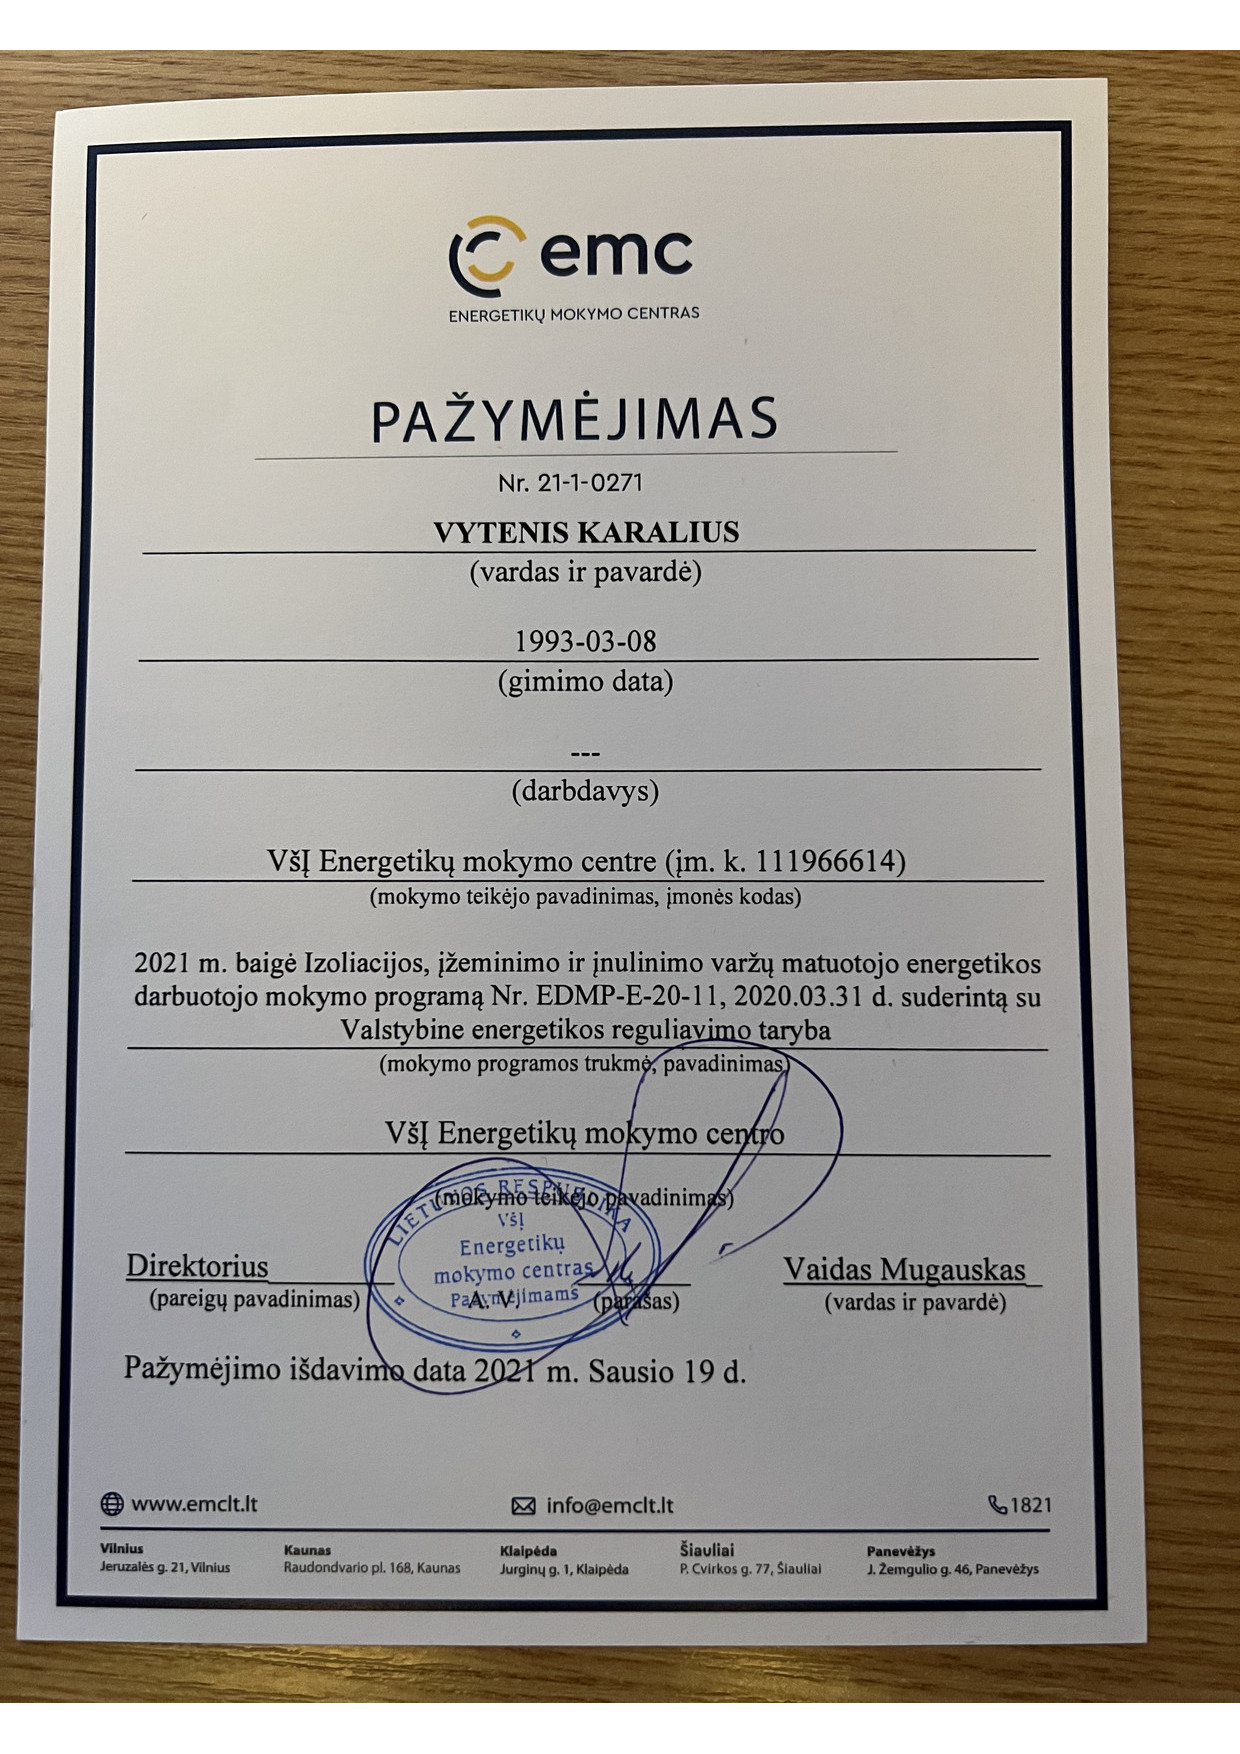 emc
ENERGETIKŲ MOKYMO CENTRAS
PAŽYMĖJIMAS
Nr. 21-1-0271
VYTENIS KARALIUS
(vardas ir pavardė)
1993-03-08
(gimimo data)
---
(darbdavys)
VšĮ Energetikų mokymo centre (įm. k. 111966614)
(mokymo teikėjo pavadinimas, įmonės kodas)
2021 m. baigė Izoliacijos, įžeminimo ir įnulinimo varžų matuotojo energetikos
darbuotojo mokymo programą Nr. EDMP-E-20-11, 2020.03.31 d. suderintą su
Valstybine energetikos reguliavimo taryba
(mokymo programos trukmė, pavadinimas)
VšĮ Energetikų mokymo centro
(mokymo teikėjo pavadinimas)
LIETUVOS RESPUBLIKA
VšĮ
Energetikų
mokymo centras
Pažymėjimams
Direktorius
Vaidas Mugauskas
(pareigų pavadinimas)
A. V.
(parašas)
(vardas ir pavardė)
Pažymėjimo išdavimo data 2021 m. Sausio 19 d.
www.emclt.lt
info@emclt.lt
1821
Vilnius
Jeruzalės g. 21, Vilnius
Kaunas
Raudondvario pl. 168, Kaunas
Klaipėda
Jurginų g. 1, Klaipėda
Šiauliai
P. Cvirkos g. 77, Šiauliai
Panevėžys
J. Žemgulio g. 46, Panevėžys